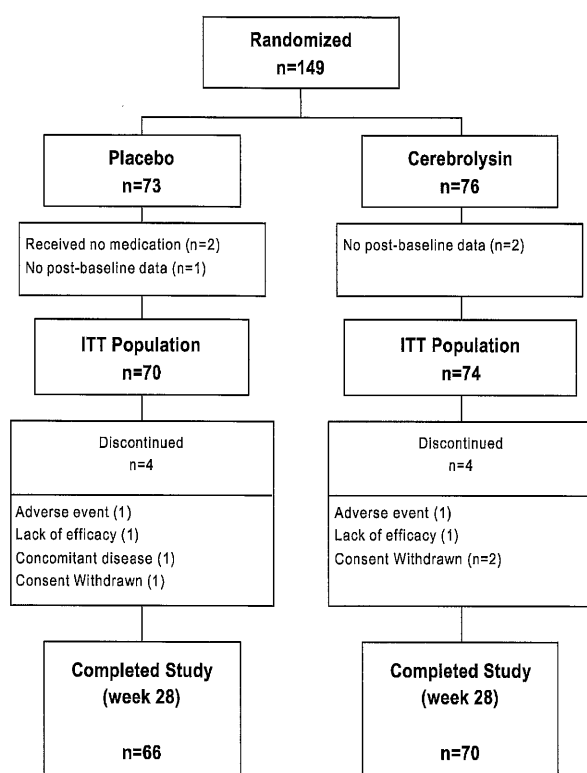 Randomized
n=149
Placebo
n=73
Received no medication (n=2)
No post-baseline data (n=1)
ITT Population
n=70
Discontinued
n=4
Adverse event (1)
Lack of efficacy (1)
Concomitant disease (1)
Consent Withdrawn (1)
Completed Study
(week 28)
n=66
Cerebrolysin
n=76
No post-baseline data (n=2)
ITT Population
n=74
Discontinued
n=4
Adverse event (1)
Lack of efficacy (1)
Consent Withdrawn (n=2)
Completed Study
(week 28)
n=70